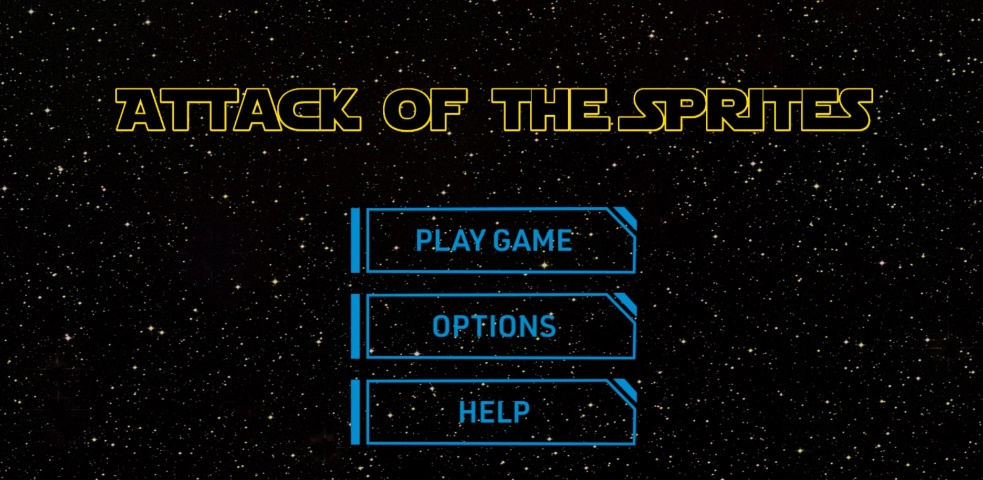 ATTACK OF THE SPRITES
PLAY GAME
OPTIONS
HELP